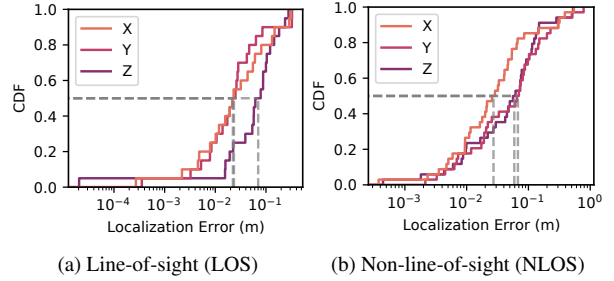 1.0
0.8
0.6
0.4
0.2
0.0
CDF
X
Y
Z
10⁻⁴ 10⁻³ 10⁻² 10⁻¹
Localization Error (m)
(a) Line-of-sight (LOS)
1.0
0.8
0.6
0.4
0.2
0.0
CDF
X
Y
Z
10⁻³ 10⁻² 10⁻¹ 10⁰
Localization Error (m)
(b) Non-line-of-sight (NLOS)